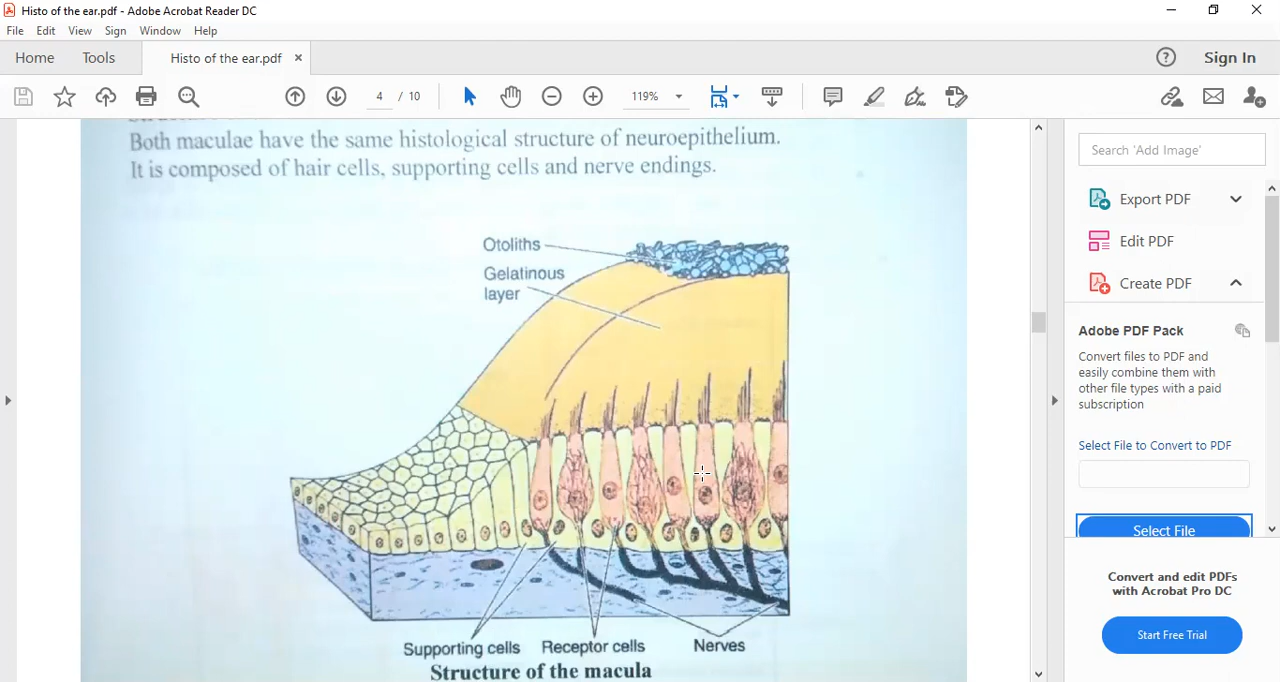 Histo of the ear.pdf - Adobe Acrobat Reader DC
File Edit View Sign Window Help
Home Tools Histo of the ear.pdf × ? Sign In
4 / 10 119%
Both maculae have the same histological structure of neuroepithelium.
It is composed of hair cells, supporting cells and nerve endings.
Otoliths
Gelatinous
layer
Supporting cells Receptor cells Nerves
Structure of the macula
Search 'Add Image'
Export PDF
Edit PDF
Create PDF
Adobe PDF Pack
Convert files to PDF and
easily combine them with
other file types with a paid
subscription
Select File to Convert to PDF
Select File
Convert and edit PDFs
with Acrobat Pro DC
Start Free Trial